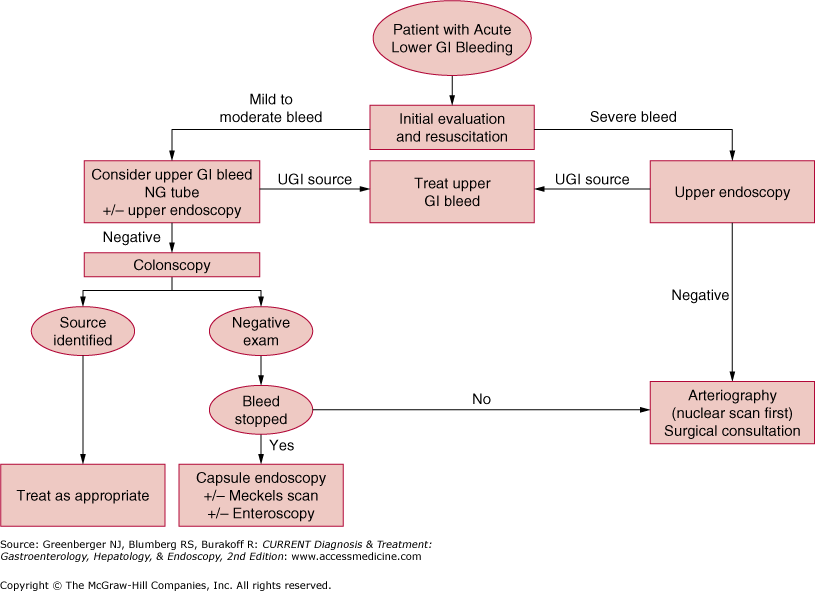 Patient with Acute
Lower GI Bleeding
Mild to
moderate bleed
Initial evaluation
and resuscitation
Severe bleed
Consider upper GI bleed
NG tube
+/– upper endoscopy
UGI source
Treat upper
GI bleed
UGI source
Upper endoscopy
Negative
Colonscopy
Negative
Source
identified
Negative
exam
Bleed
stopped
No
Arteriography
(nuclear scan first)
Surgical consultation
Yes
Treat as appropriate
Capsule endoscopy
+/– Meckels scan
+/– Enteroscopy
Source: Greenberger NJ, Blumberg RS, Burakoff R: CURRENT Diagnosis & Treatment:
Gastroenterology, Hepatology, & Endoscopy, 2nd Edition: www.accessmedicine.com
Copyright © The McGraw-Hill Companies, Inc. All rights reserved.